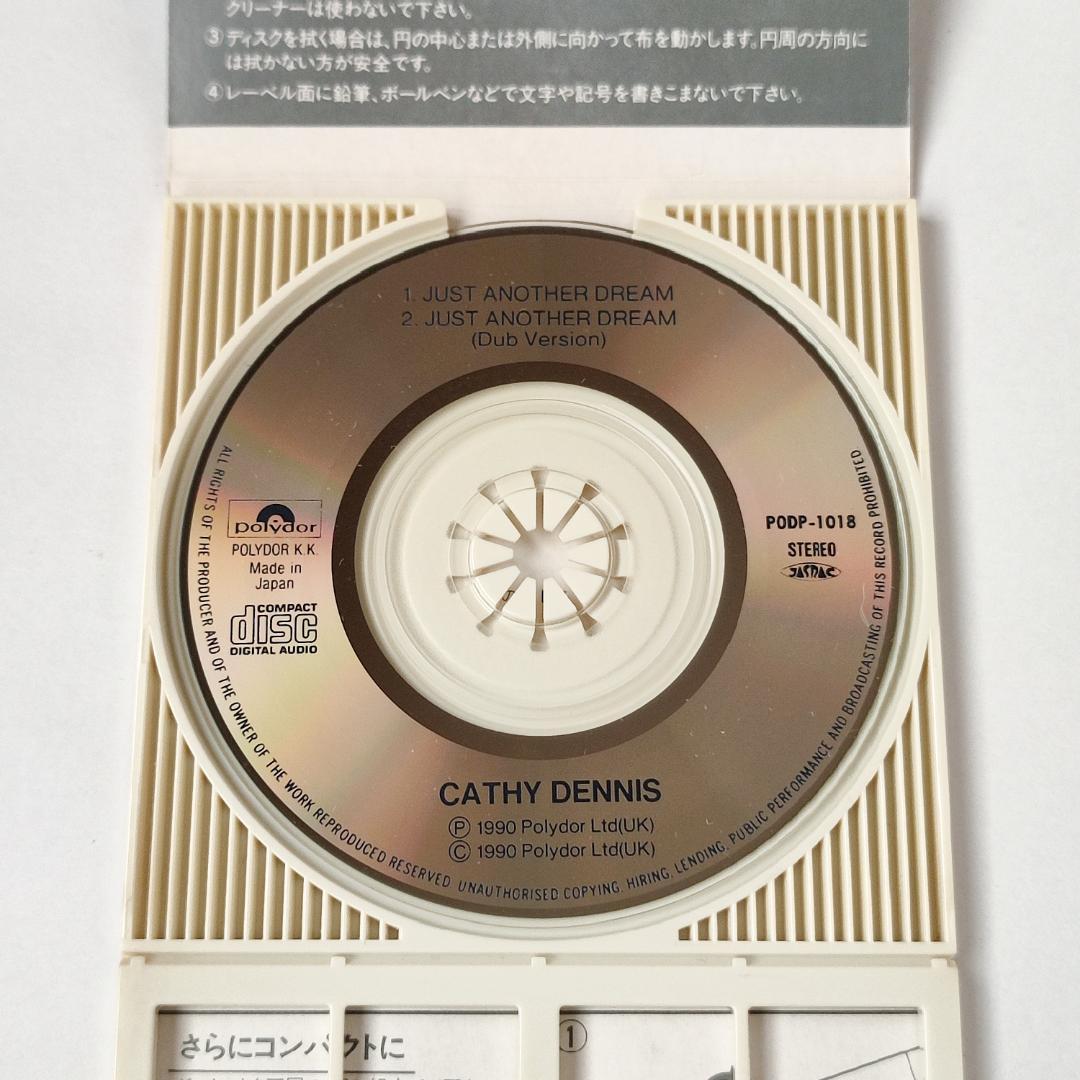 クリーナーは使わないで下さい。
③ディスクを拭く場合は、円の中心または外側に向かって布を動かします。円周の方向に
は拭かない方が安全です。
④レーベル面に鉛筆、ボールペンなどで文字や記号を書きこまないで下さい。
1. JUST ANOTHER DREAM
2. JUST ANOTHER DREAM
(Dub Version)
polydor
POLYDOR K.K.
Made in
Japan
COMPACT
disc
DIGITAL AUDIO
PODP-1018
STEREO
JASRAC
CATHY DENNIS
Ⓟ 1990 Polydor Ltd(UK)
Ⓒ 1990 Polydor Ltd(UK)
ALL RIGHTS OF THE PRODUCER AND OF THE OWNER OF THE WORK REPRODUCED RESERVED UNAUTHORISED COPYING, HIRING, LENDING, PUBLIC PERFORMANCE AND BROADCASTING OF THIS RECORD PROHIBITED
さらにコンパクトに
①